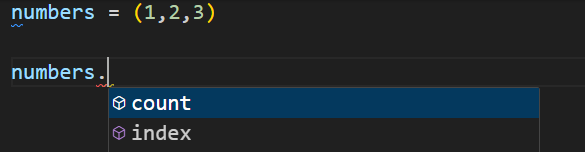 numbers = (1,2,3)
numbers.
count
index